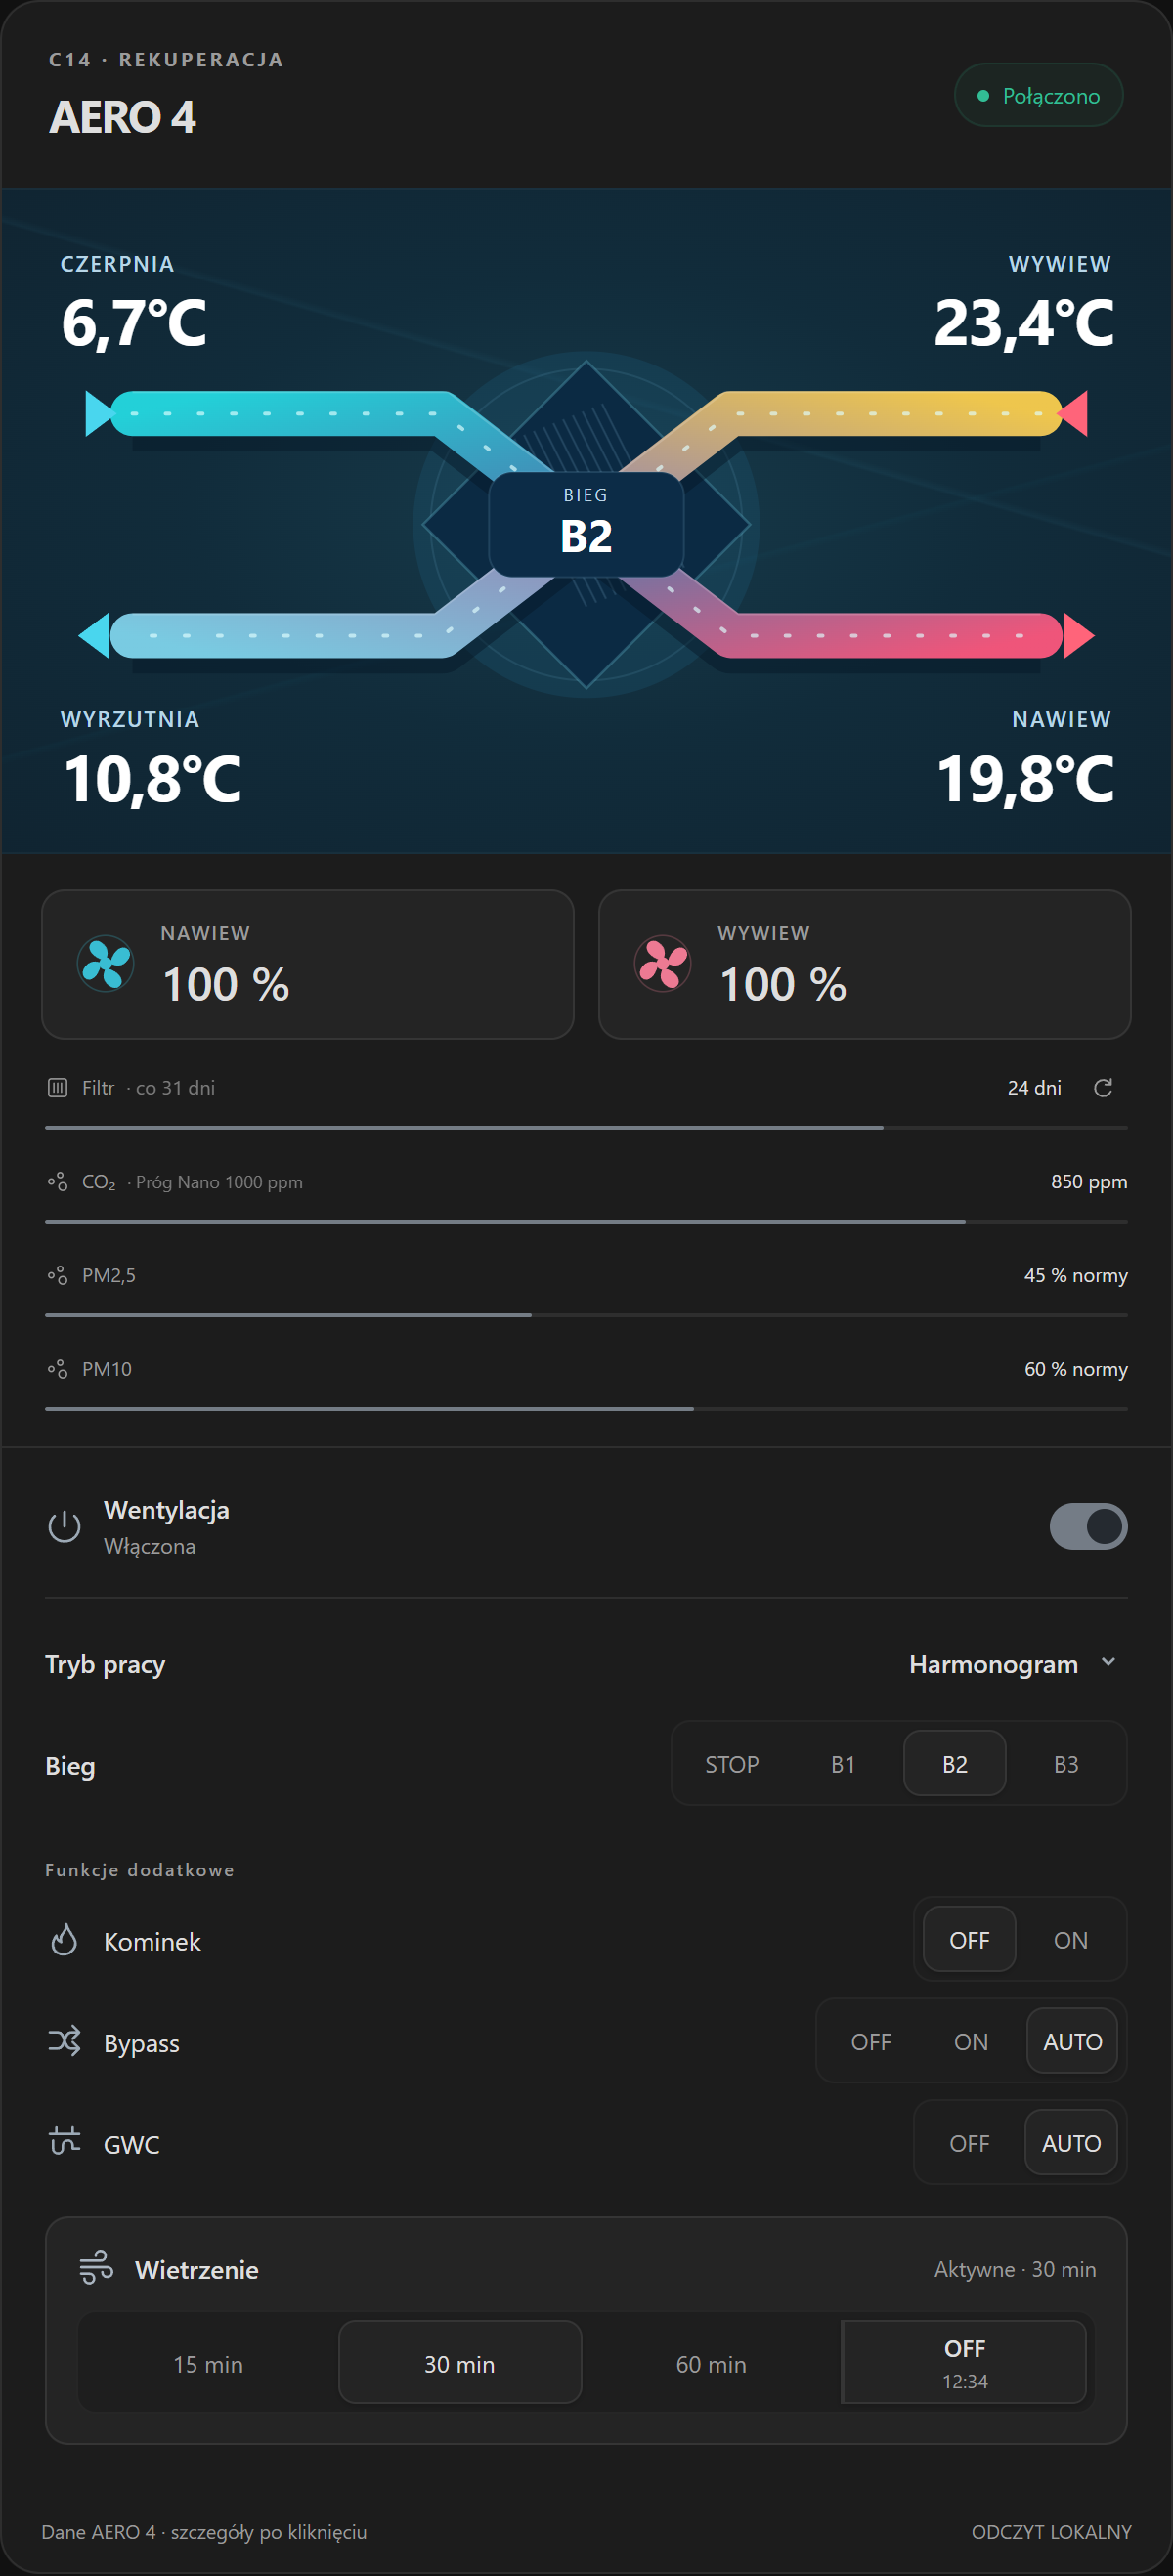 C14 · REKUPERACJA
AERO 4
Połączono
CZERPNIA
WYWIEW
6,7°C
23,4°C
BIEG
B2
WYRZUTNIA
NAWIEW
10,8°C
19,8°C
NAWIEW
100 %
WYWIEW
100 %
Filtr · co 31 dni
24 dni
CO₂ · Próg Nano 1000 ppm
850 ppm
PM2,5
45 % normy
PM10
60 % normy
Wentylacja
Włączona
Tryb pracy
Harmonogram
Bieg
STOP B1 B2 B3
Funkcje dodatkowe
Kominek
OFF ON
Bypass
OFF ON AUTO
GWC
OFF AUTO
Wietrzenie
Aktywne · 30 min
15 min 30 min 60 min
OFF
12:34
Dane AERO 4 · szczegóły po kliknięciu
ODCZYT LOKALNY